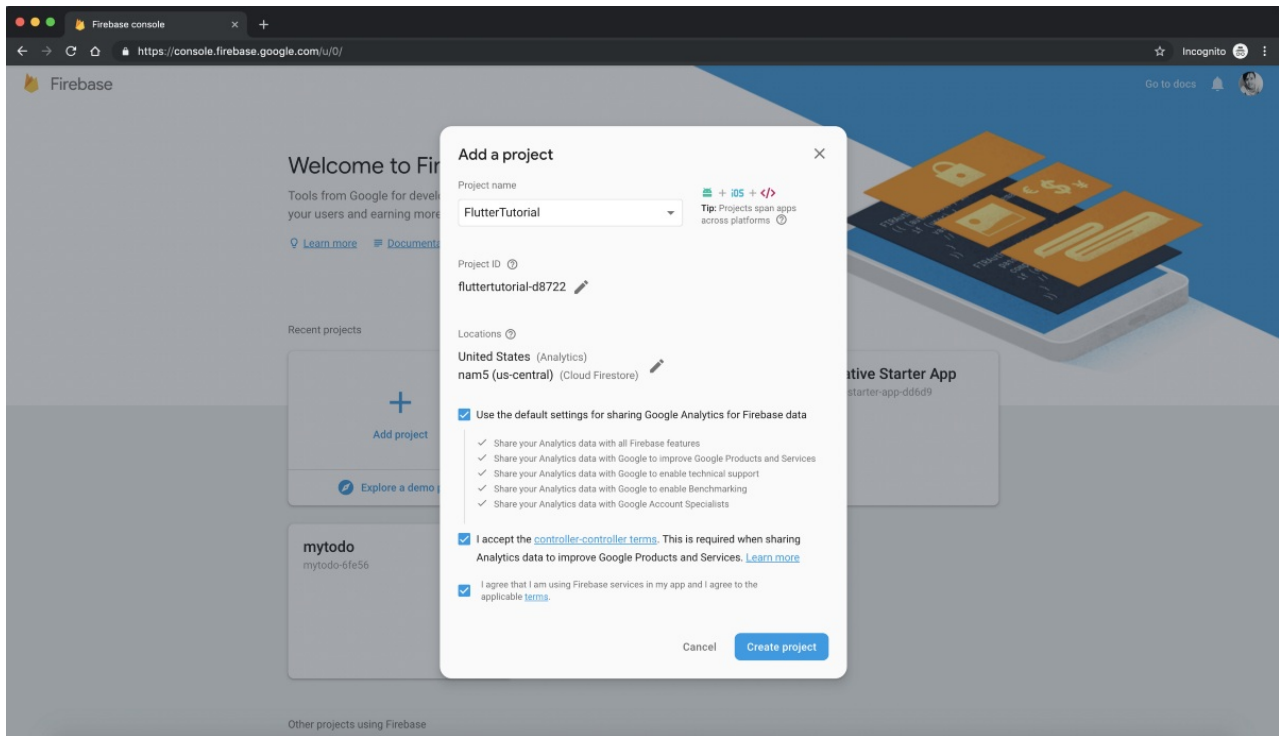 Firebase console
https://console.firebase.google.com/u/0/
Incognito
Firebase
Go to docs
Welcome to Fir
Tools from Google for devel
your users and earning more
Learn more
Documenta
Recent projects
Add project
Explore a demo p
ative Starter App
starter-app-dd6d9
mytodo
mytodo-6fe56
Other projects using Firebase
Add a project
Project name
FlutterTutorial
+ iOS + </>
Tip: Projects span apps
across platforms
Project ID
fluttertutorial-d8722
Locations
United States (Analytics)
nam5 (us-central) (Cloud Firestore)
Use the default settings for sharing Google Analytics for Firebase data
Share your Analytics data with all Firebase features
Share your Analytics data with Google to improve Google Products and Services
Share your Analytics data with Google to enable technical support
Share your Analytics data with Google to enable Benchmarking
Share your Analytics data with Google Account Specialists
I accept the controller-controller terms. This is required when sharing
Analytics data to improve Google Products and Services. Learn more
I agree that I am using Firebase services in my app and I agree to the
applicable terms.
Cancel
Create project